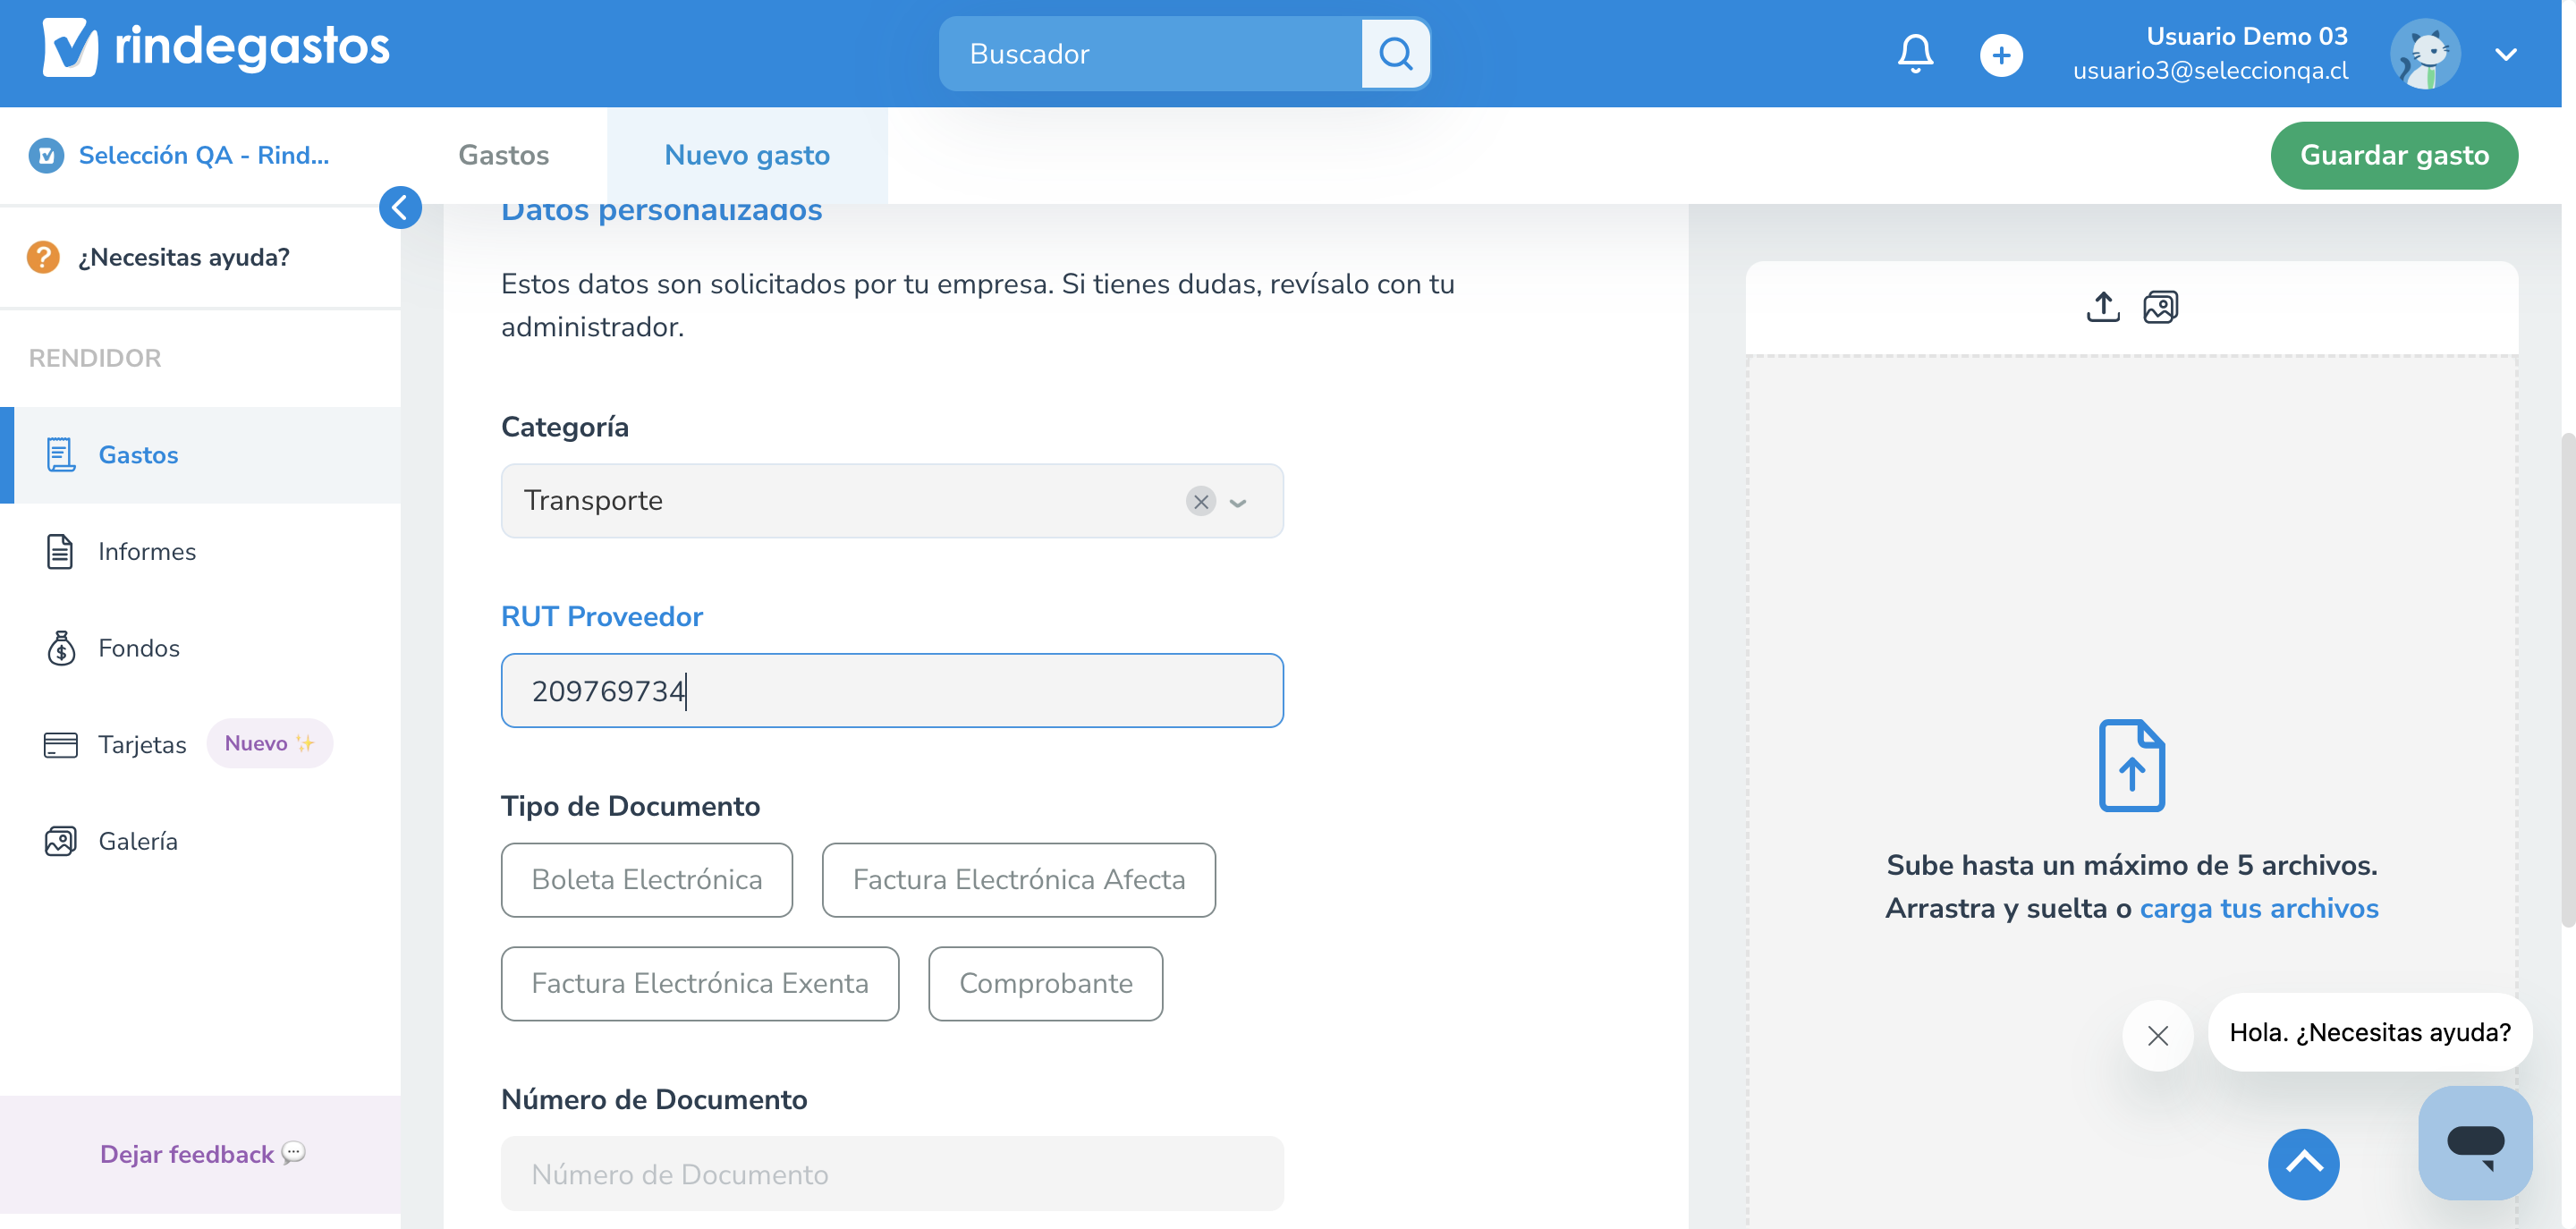 rindegastos
Buscador
Usuario Demo 03
usuario3@seleccionqa.cl
Selección QA - Rind...
Gastos
Nuevo gasto
Guardar gasto
¿Necesitas ayuda?
RENDIDOR
Gastos
Informes
Fondos
Tarjetas
Nuevo ✨
Galería
Dejar feedback 💬
Datos personalizados
Estos datos son solicitados por tu empresa. Si tienes dudas, revísalo con tu
administrador.
Categoría
Transporte
RUT Proveedor
209769734
Tipo de Documento
Boleta Electrónica
Factura Electrónica Afecta
Factura Electrónica Exenta
Comprobante
Número de Documento
Número de Documento
Sube hasta un máximo de 5 archivos.
Arrastra y suelta o carga tus archivos
Hola. ¿Necesitas ayuda?